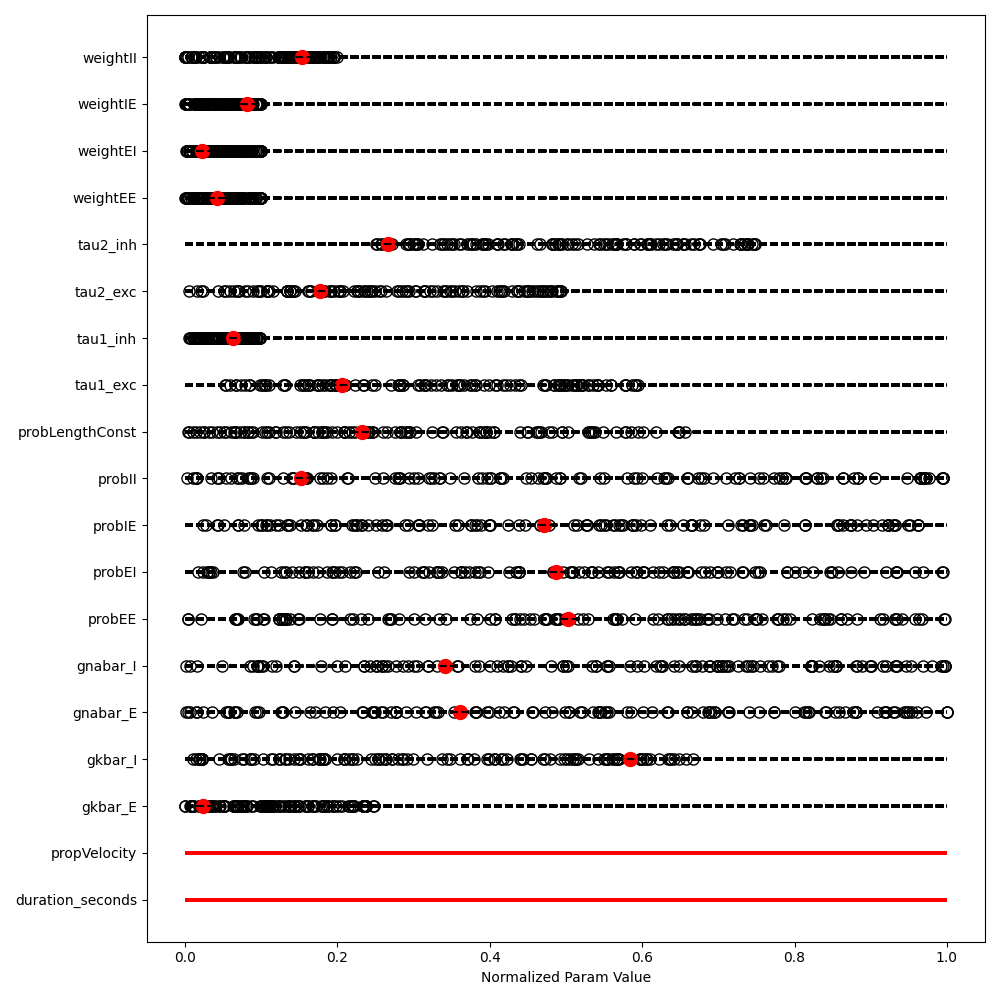 weightII
weightIE
weightEI
weightEE
tau2_inh
tau2_exc
tau1_inh
tau1_exc
probLengthConst
probII
probIE
probEI
probEE
gnabar_I
gnabar_E
gkbar_I
gkbar_E
propVelocity
duration_seconds
0.0 0.2 0.4 0.6 0.8 1.0
Normalized Param Value